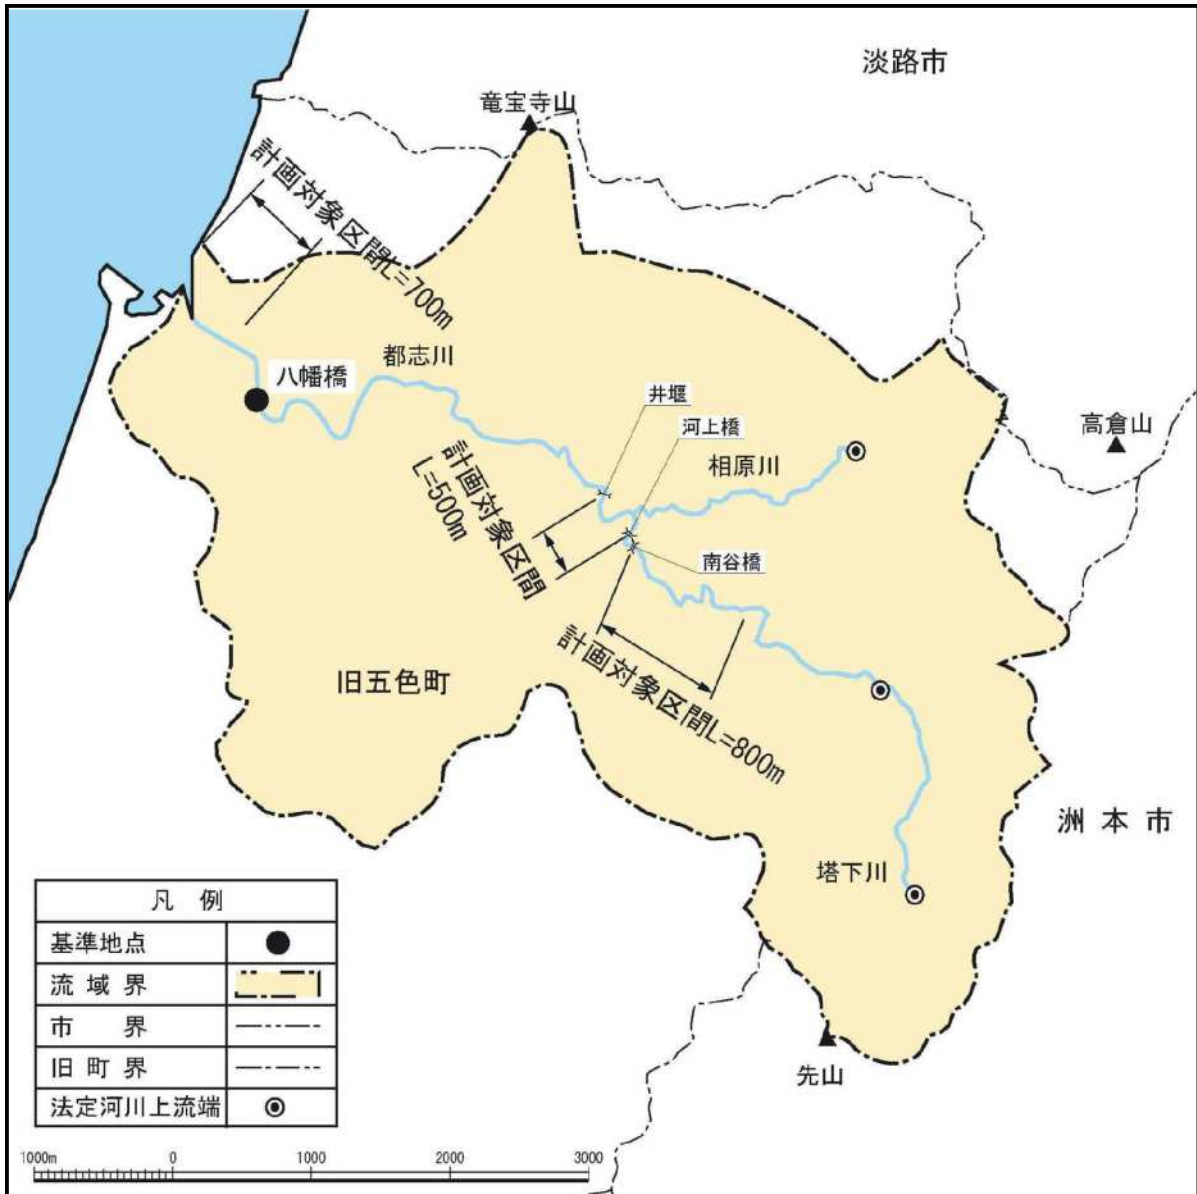 淡路市
竜宝寺山
計画対象区間L=700m
都志川
八幡橋
井堰
河上橋
高倉山
相原川
計画対象区間
L=500m
南谷橋
計画対象区間L=800m
旧五色町
洲本市
塔下川
先山
凡 例
基準地点
流域界
市 界
旧町界
法定河川上流端
1000m 0 1000 2000 3000